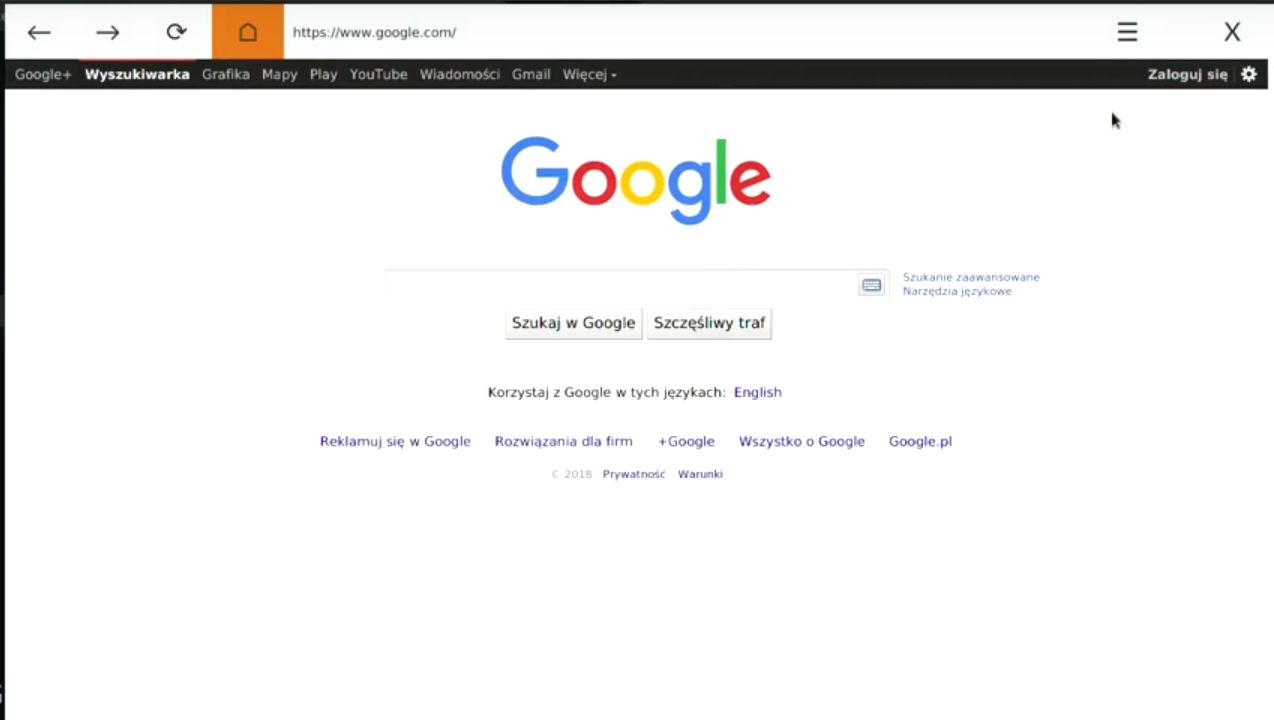 https://www.google.com/ X
Google+ Wyszukiwarka Grafika Mapy Play YouTube Wiadomości Gmail Więcej Zaloguj się
Google
Szukanie zaawansowane
Narzędzia językowe
Szukaj w Google Szczęśliwy traf
Korzystaj z Google w tych językach: English
Reklamuj się w Google Rozwiązania dla firm +Google Wszystko o Google Google.pl
© 2018 Prywatność Warunki